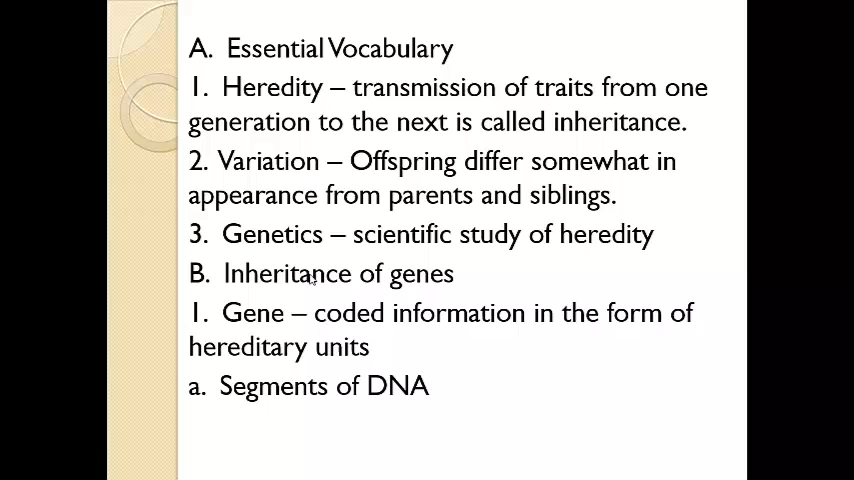 A. Essential Vocabulary
1. Heredity – transmission of traits from one
generation to the next is called inheritance.
2. Variation – Offspring differ somewhat in
appearance from parents and siblings.
3. Genetics – scientific study of heredity
B. Inheritance of genes
1. Gene – coded information in the form of
hereditary units
a. Segments of DNA